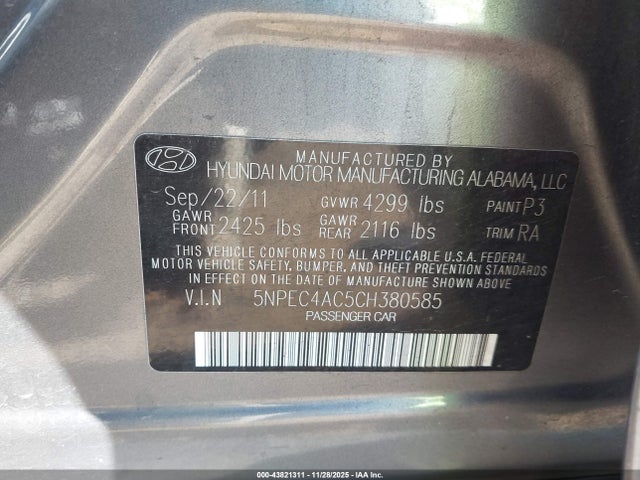 MANUFACTURED BY
HYUNDAI MOTOR MANUFACTURING ALABAMA, LLC
Sep/22/11 GVWR 4299 lbs PAINT P3
GAWR FRONT 2425 lbs GAWR REAR 2116 lbs TRIM RA
THIS VEHICLE CONFORMS TO ALL APPLICABLE U.S.A. FEDERAL
MOTOR VEHICLE SAFETY, BUMPER, AND THEFT PREVENTION STANDARDS
IN EFFECT ON THE DATE OF MANUFACTURE SHOWN ABOVE
V.I.N 5NPEC4AC5CH380585
PASSENGER CAR
000-43821311 - 11/28/2025 - IAA Inc.